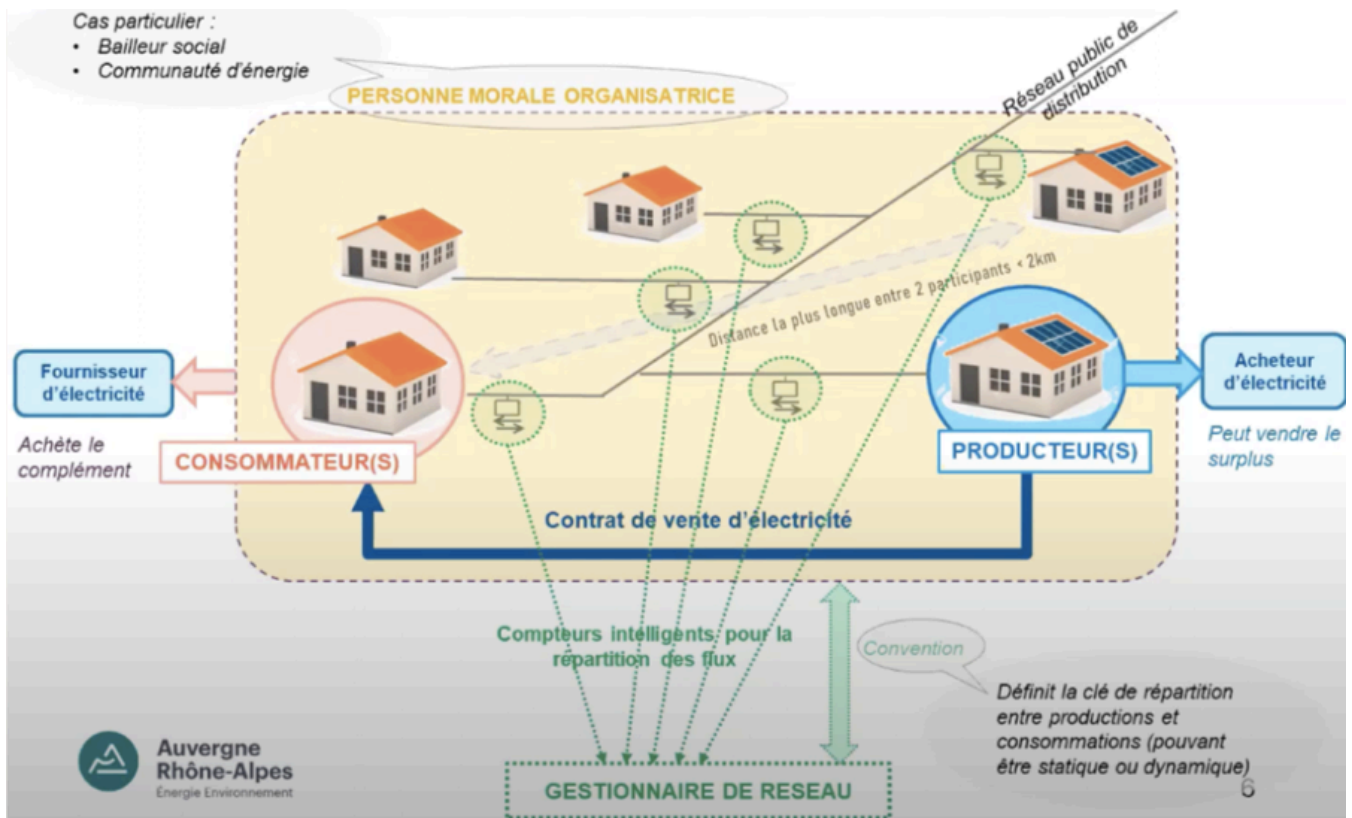 Cas particulier :
• Bailleur social
• Communauté d'énergie
PERSONNE MORALE ORGANISATRICE
Réseau public de
distribution
Distance la plus longue entre 2 participants < 2km
Fournisseur
d'électricité
Achète le
complément
CONSOMMATEUR(S)
PRODUCTEUR(S)
Acheteur
d'électricité
Peut vendre le
surplus
Contrat de vente d'électricité
Compteurs intelligents pour la
répartition des flux
Convention
Définit la clé de répartition
entre productions et
consommations (pouvant
être statique ou dynamique)
6
Auvergne
Rhône-Alpes
Énergie Environnement
GESTIONNAIRE DE RESEAU